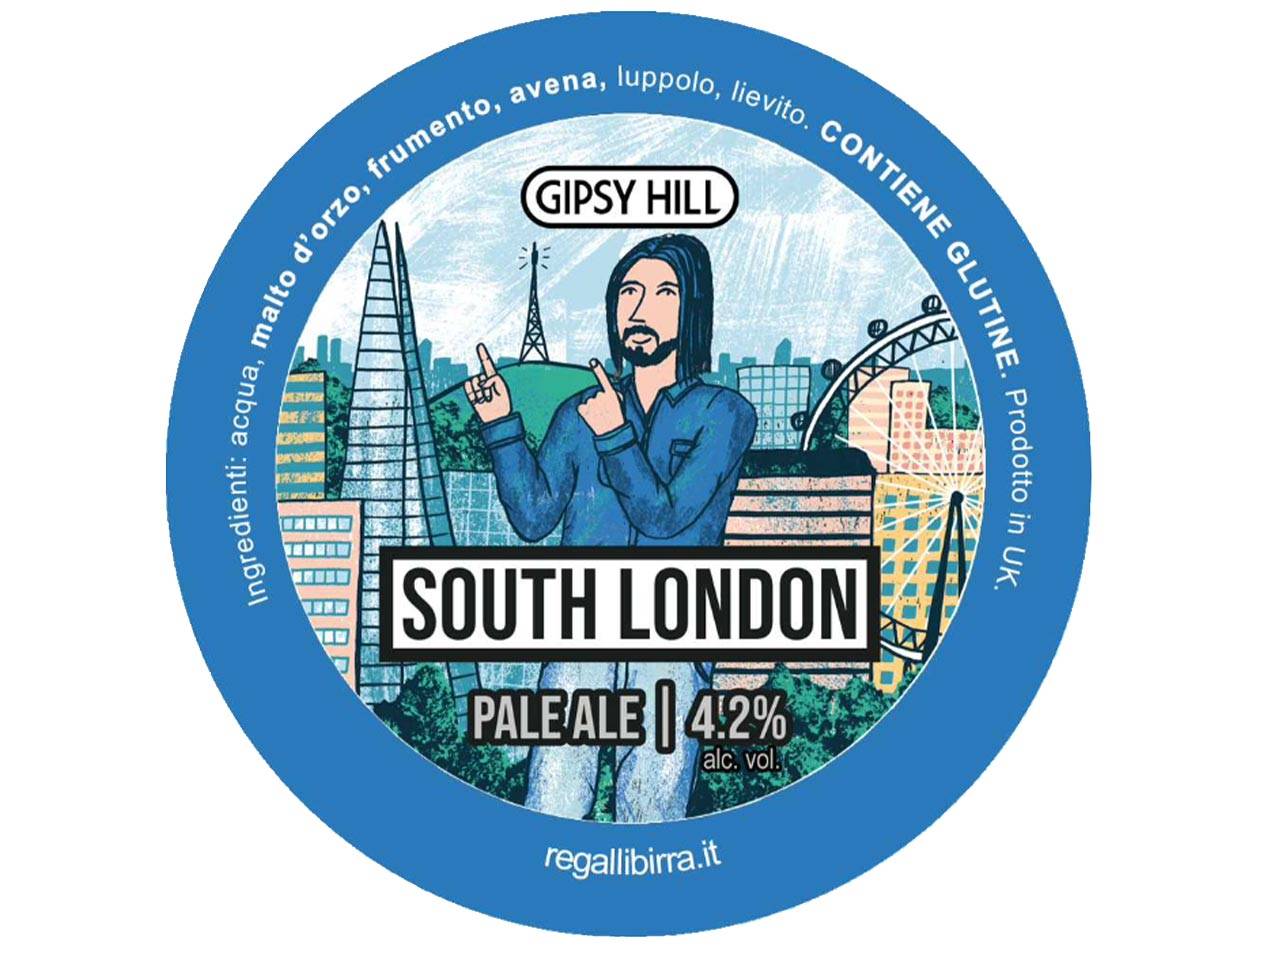 Ingredienti: acqua, malto d'orzo, frumento, avena, luppolo, lievito. CONTIENE GLUTINE. Prodotto in UK.
GIPSY HILL
SOUTH LONDON
PALE ALE | 4.2%
alc. vol.
regallibirra.it